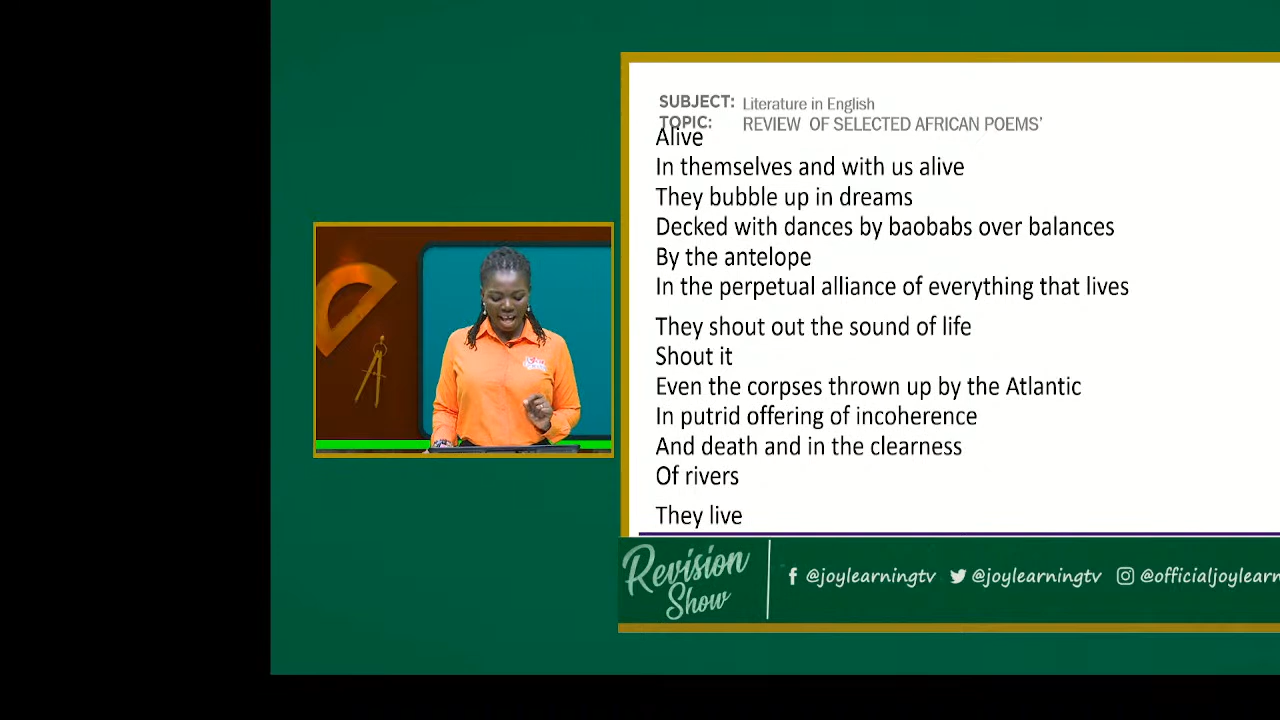 SUBJECT: Literature in English
TOPIC: REVIEW OF SELECTED AFRICAN POEMS'
Alive
In themselves and with us alive
They bubble up in dreams
Decked with dances by baobabs over balances
By the antelope
In the perpetual alliance of everything that lives
They shout out the sound of life
Shout it
Even the corpses thrown up by the Atlantic
In putrid offering of incoherence
And death and in the clearness
Of rivers
They live
Revision
Show
@joylearningtv @joylearningtv @officialjoylearn